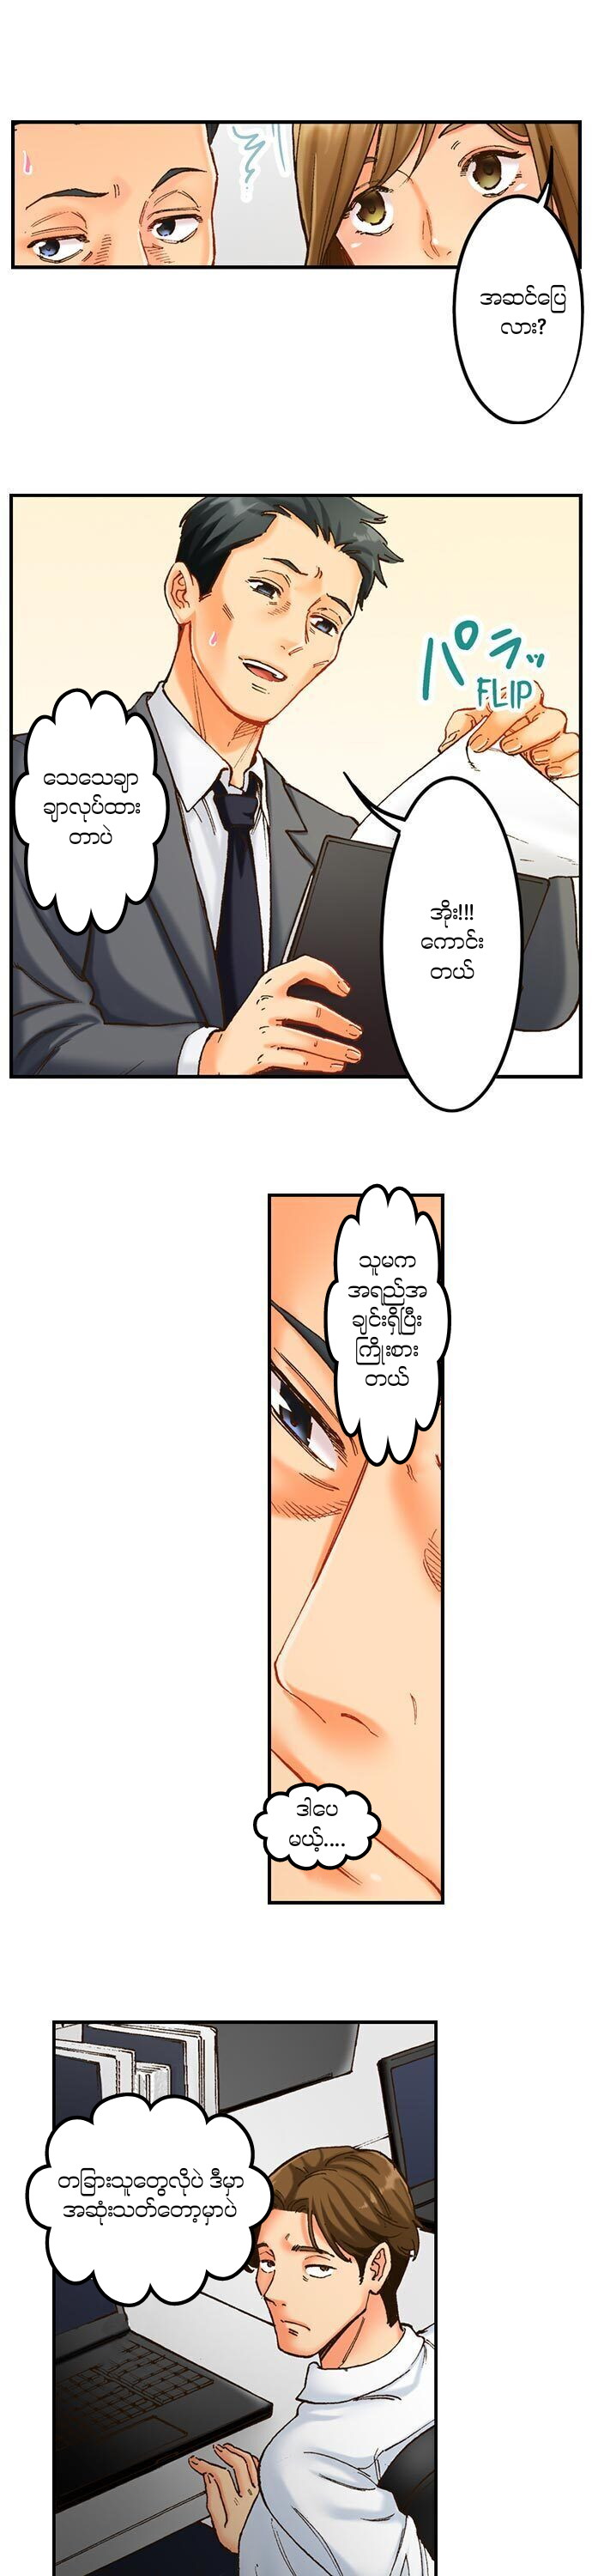 အဆင်ပြေ
လား?
パラッ
FLIP
သေသေချာ
ချာလုပ်ထား
တာပဲ
အိုး!!!
ကောင်း
တယ်
သူမက
အရည်အ
ချင်းရှိပြီး
ကြိုးစား
တယ်
ဒါပေ
မယ့်....
တခြားသူတွေလိုပဲ ဒီမှာ
အဆုံးသတ်တော့မှာပဲ